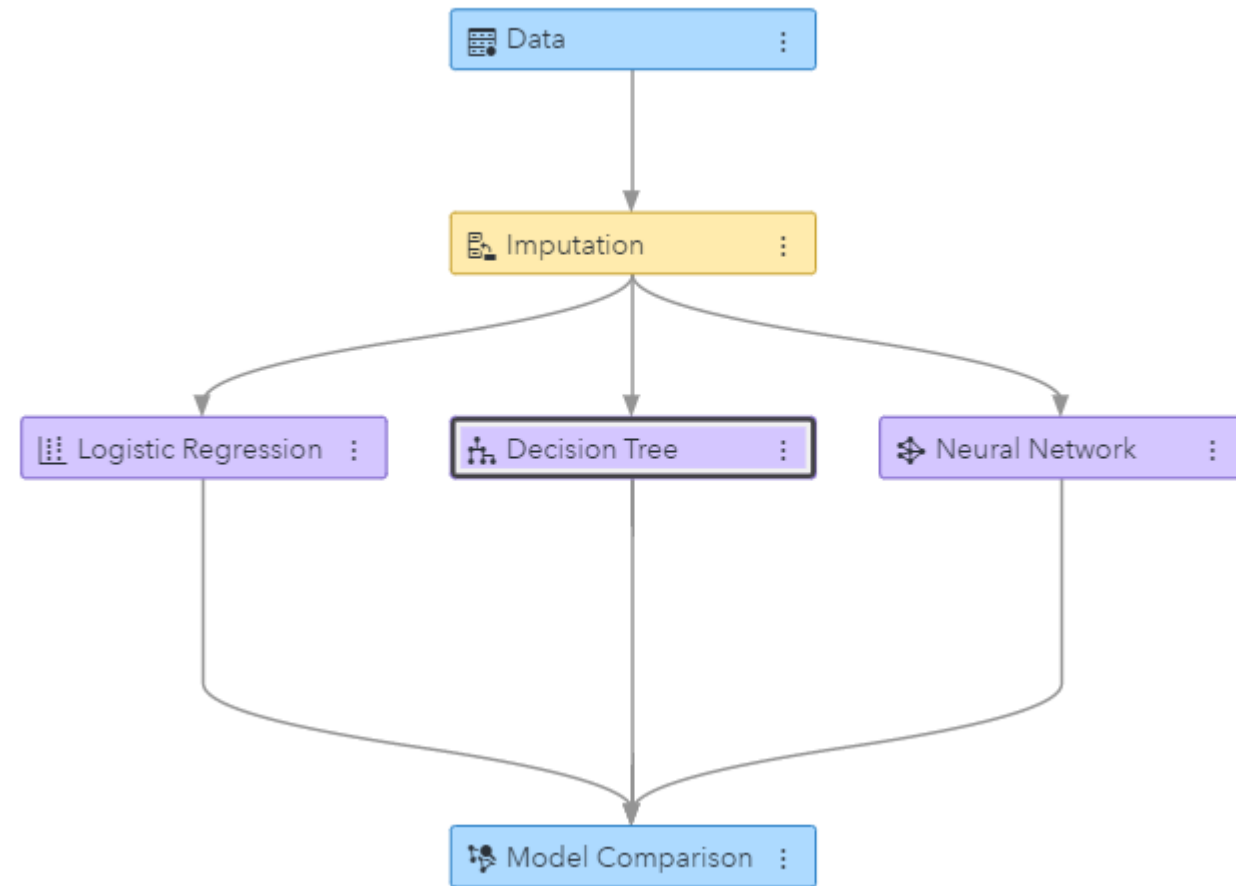 Data
Imputation
Logistic Regression
Decision Tree
Neural Network
Model Comparison